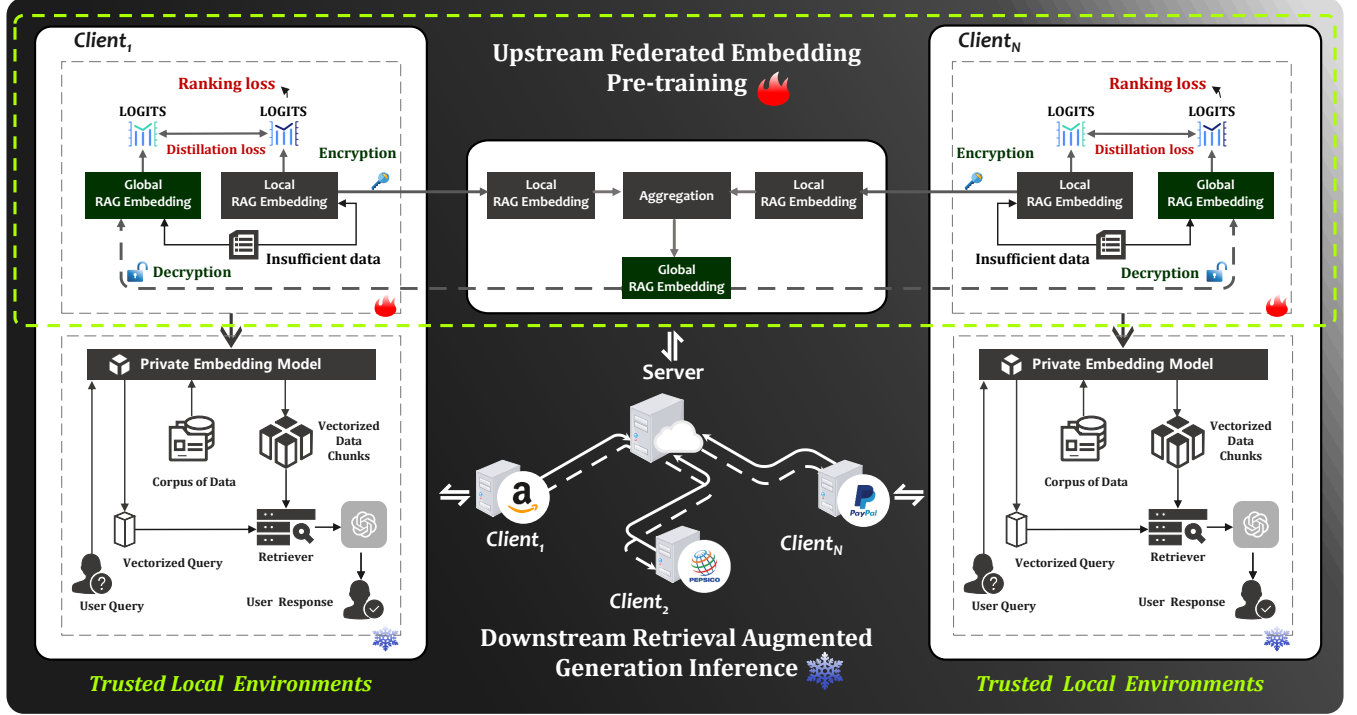 Client1
Ranking loss
LOGITS
LOGITS
Distillation loss
Encryption
Global
RAG Embedding
Local
RAG Embedding
Insufficient data
Decryption
Upstream Federated Embedding
Pre-training
Local
RAG Embedding
Aggregation
Local
RAG Embedding
Global
RAG Embedding
ClientN
Ranking loss
LOGITS
LOGITS
Distillation loss
Encryption
Local
RAG Embedding
Global
RAG Embedding
Insufficient data
Decryption
Private Embedding Model
Corpus of Data
Vectorized
Data
Chunks
Vectorized Query
Retriever
User Query
?
User Response
Server
a
Client1
PEPSICO
Client2
PayPal
ClientN
Downstream Retrieval Augmented
Generation Inference
Private Embedding Model
Corpus of Data
Vectorized
Data
Chunks
Vectorized Query
Retriever
User Query
?
User Response
Trusted Local Environments
Trusted Local Environments